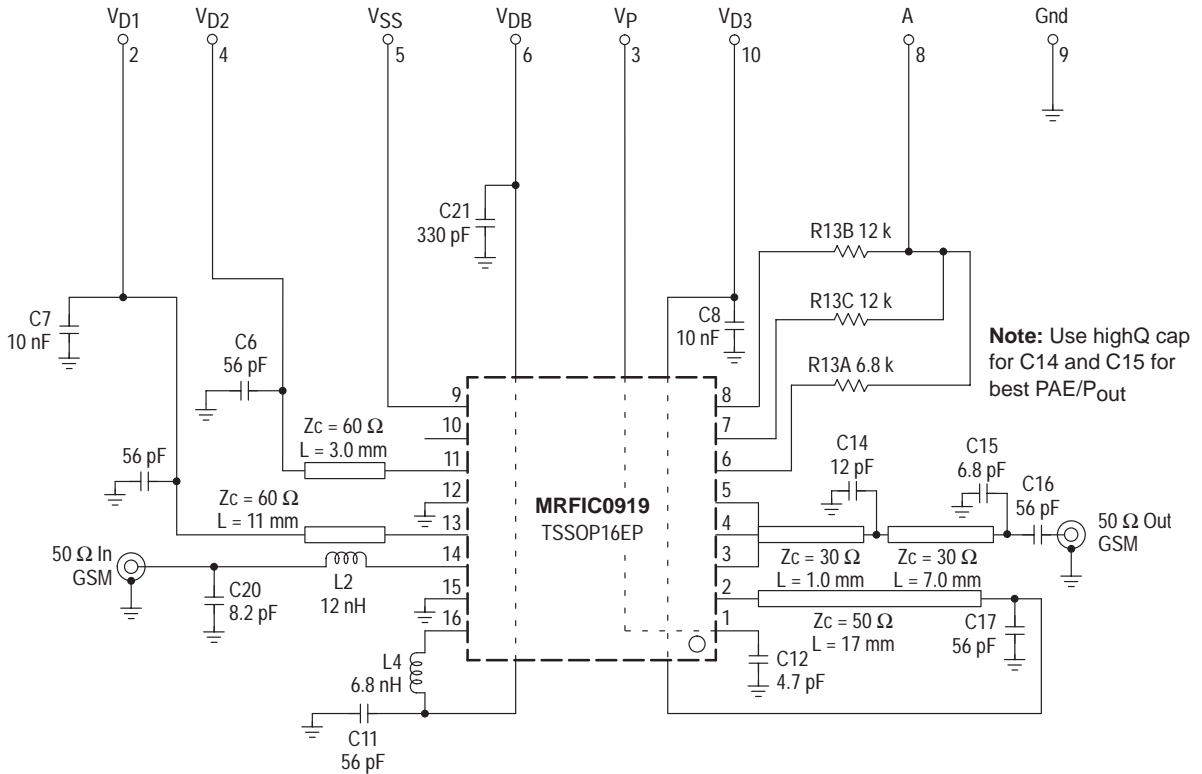 VD1
VD2
VSS
VDB
VP
VD3
A
Gnd
2
4
5
6
3
10
8
9
C21
330 pF
R13B 12 k
C7
10 nF
C6
56 pF
C8
10 nF
R13C 12 k
R13A 6.8 k
Note: Use highQ cap
for C14 and C15 for
best PAE/Pout
9
10
11
12
13
14
15
16
8
7
6
5
4
3
2
1
Zc = 60 Ω
L = 3.0 mm
56 pF
Zc = 60 Ω
L = 11 mm
MRFIC0919
TSSOP16EP
C14
12 pF
C15
6.8 pF
C16
56 pF
50 Ω In
GSM
50 Ω Out
GSM
C20
8.2 pF
L2
12 nH
Zc = 30 Ω
L = 1.0 mm
Zc = 30 Ω
L = 7.0 mm
Zc = 50 Ω
L = 17 mm
C17
56 pF
L4
6.8 nH
C12
4.7 pF
C11
56 pF